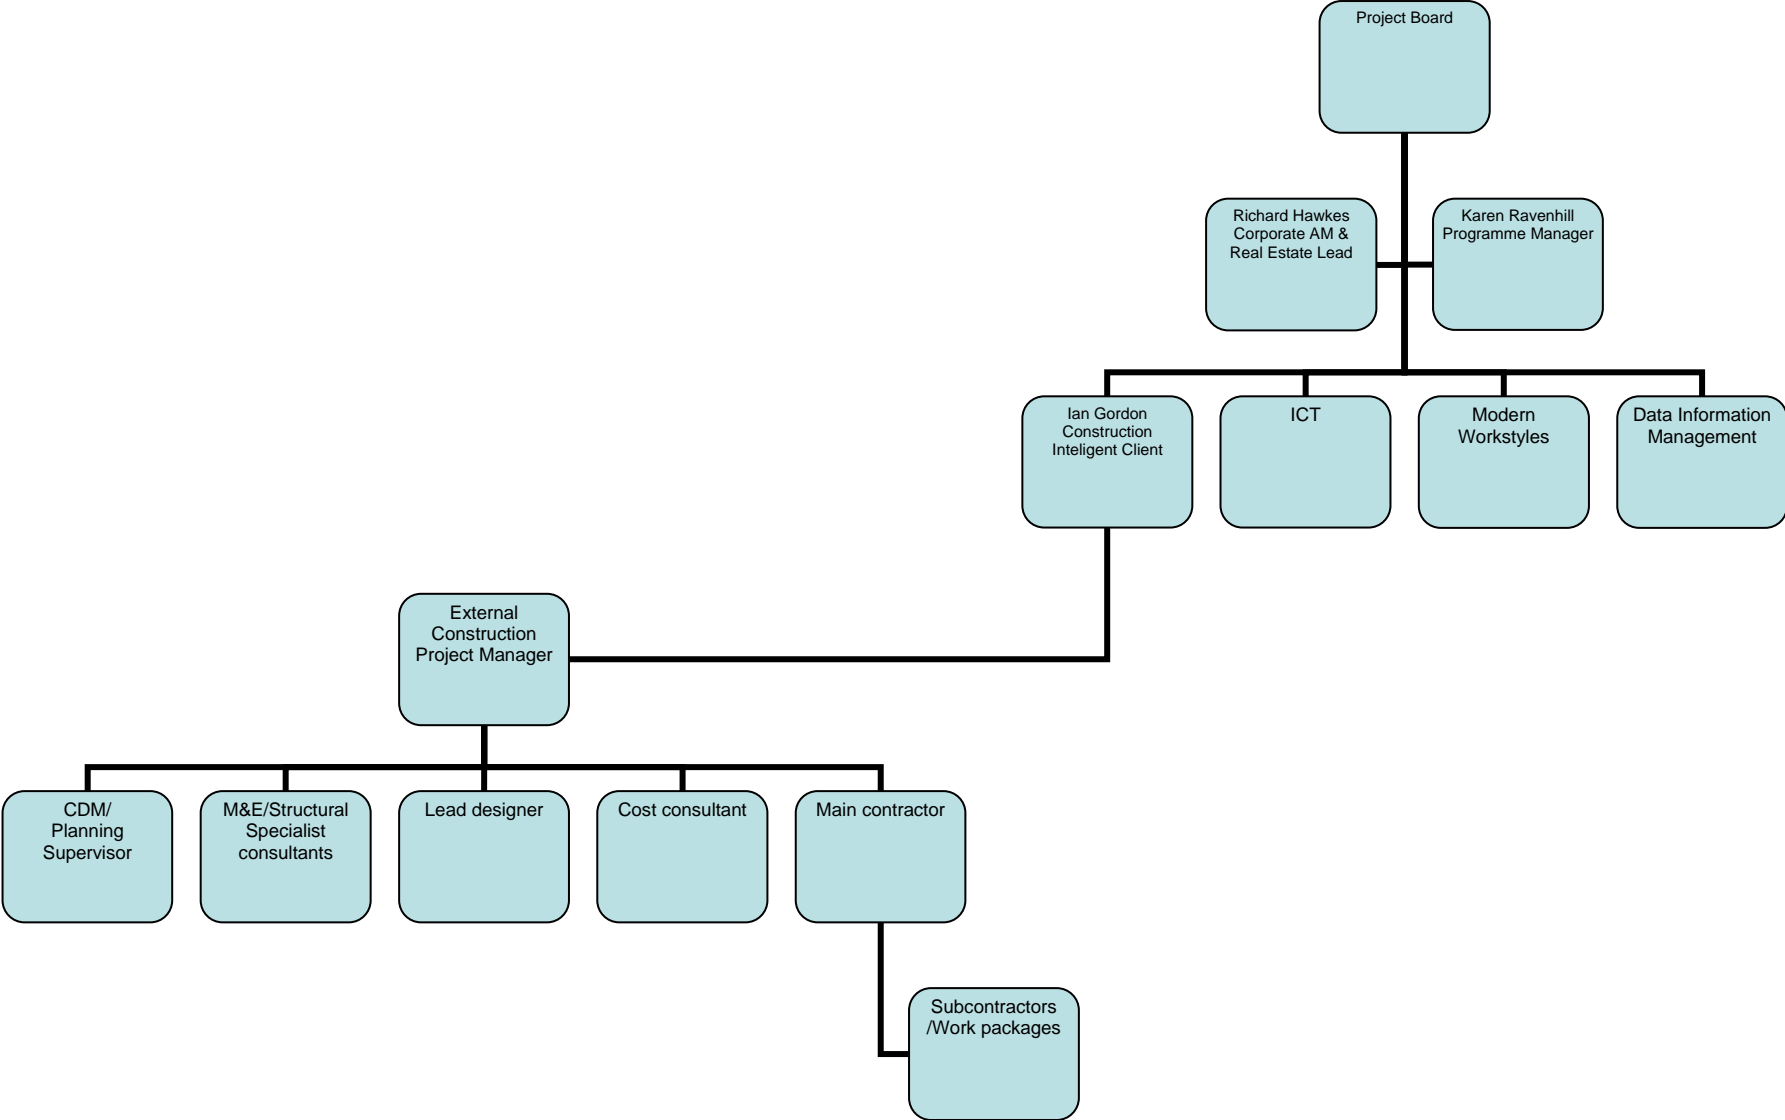 Project Board
Richard Hawkes
Corporate AM &
Real Estate Lead
Karen Ravenhill
Programme Manager
Ian Gordon
Construction
Inteligent Client
ICT
Modern
Workstyles
Data Information
Management
External
Construction
Project Manager
CDM/
Planning
Supervisor
M&E/Structural
Specialist
consultants
Lead designer
Cost consultant
Main contractor
Subcontractors
/Work packages